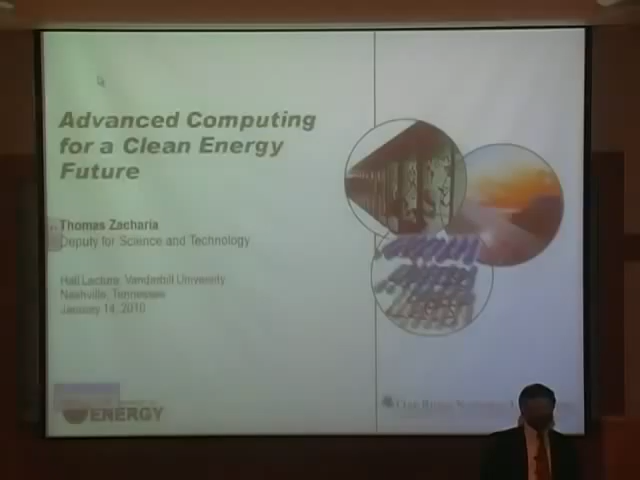 Advanced Computing
for a Clean Energy
Future
Thomas Zacharia
Deputy for Science and Technology
Hall Lecture, Vanderbilt University
Nashville, Tennessee
January 14, 2010
ENERGY